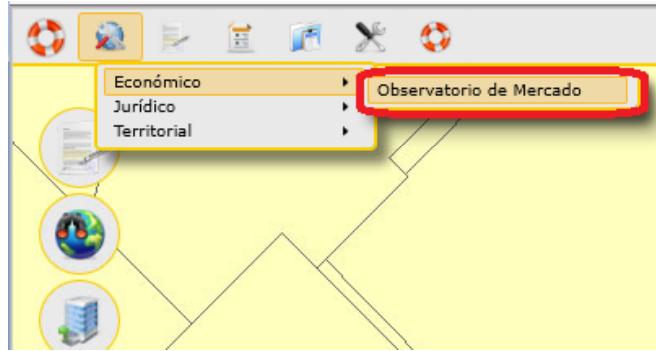 Económico
Observatorio de Mercado
Jurídico
Territorial